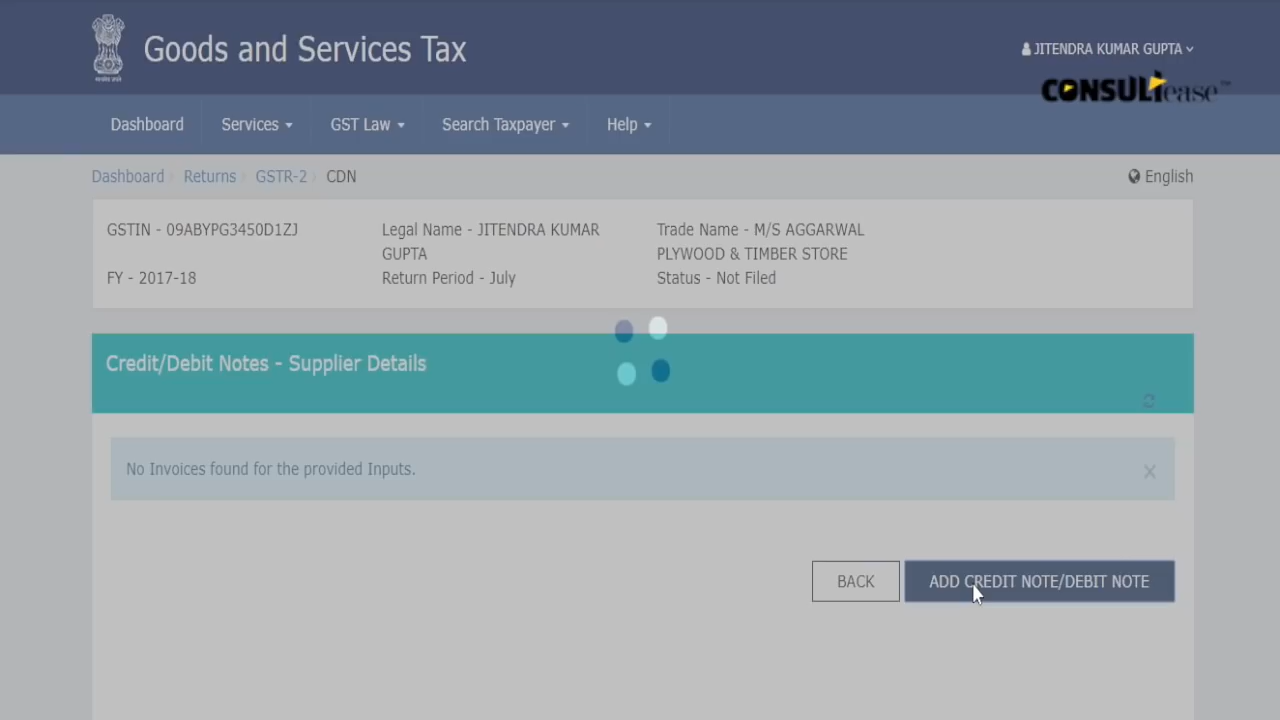 Goods and Services Tax
JITENDRA KUMAR GUPTA
CONSULTease™
Dashboard Services GST Law Search Taxpayer Help
Dashboard Returns GSTR-2 CDN
English
GSTIN - 09ABYPG3450D1ZJ
Legal Name - JITENDRA KUMAR
GUPTA
Trade Name - M/S AGGARWAL
PLYWOOD & TIMBER STORE
FY - 2017-18
Return Period - July
Status - Not Filed
Credit/Debit Notes - Supplier Details
No Invoices found for the provided Inputs.
BACK
ADD CREDIT NOTE/DEBIT NOTE